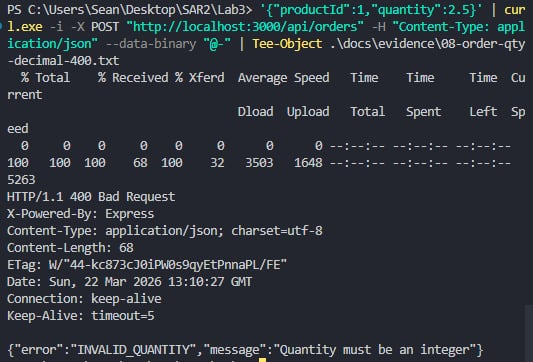 PS C:\Users\Sean\Desktop\SAR2\Lab3> '{"productId":1,"quantity":2.5}' | cur
l.exe -i -X POST "http://localhost:3000/api/orders" -H "Content-Type: appl
ication/json" --data-binary "@-" | Tee-Object .\docs\evidence\08-order-qty
-decimal-400.txt
  % Total    % Received % Xferd  Average Speed   Time    Time     Time  Cu
rrent
                                 Dload  Upload   Total   Spent    Left  Sp
eed
  0     0    0     0    0     0      0      0 --:--:-- --:--:-- --:--:--
100   100  100    68  100    32   3503   1648 --:--:-- --:--:-- --:--:--
5263
HTTP/1.1 400 Bad Request
X-Powered-By: Express
Content-Type: application/json; charset=utf-8
Content-Length: 68
ETag: W/"44-kc873cJ0iPW0s9qyEtPnnaPL/FE"
Date: Sun, 22 Mar 2026 13:10:27 GMT
Connection: keep-alive
Keep-Alive: timeout=5

{"error":"INVALID_QUANTITY","message":"Quantity must be an integer"}